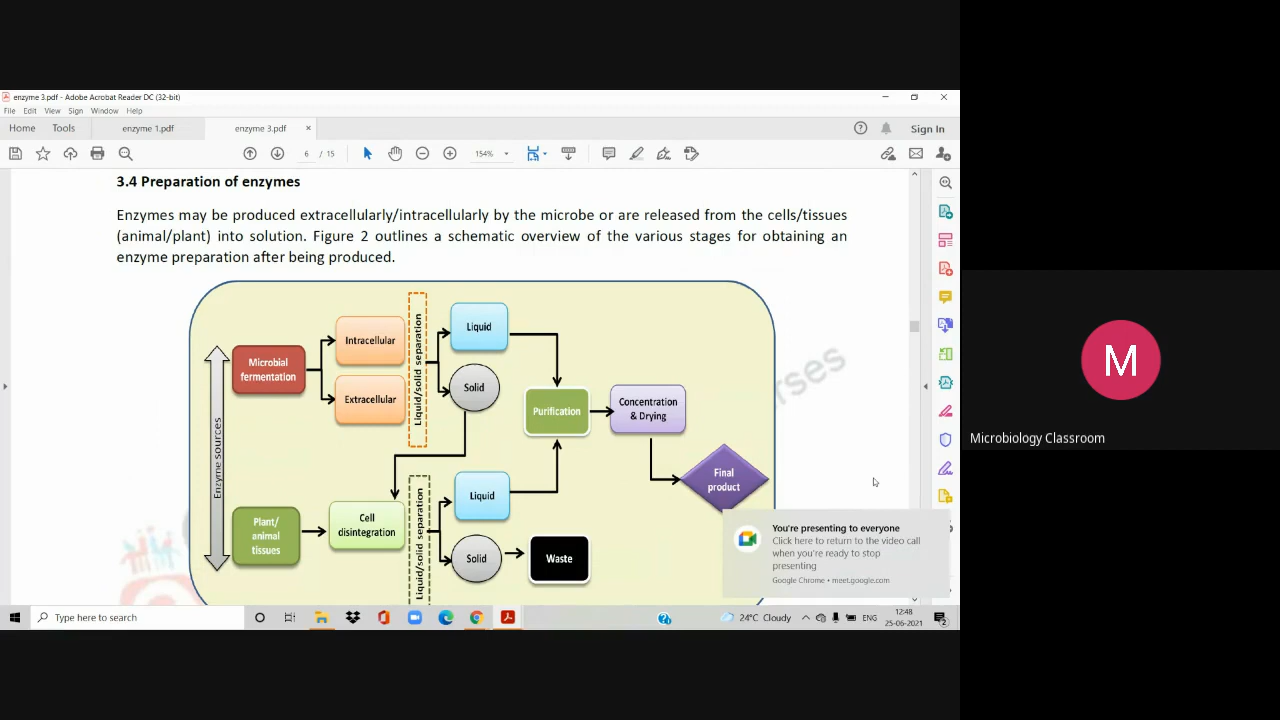 enzyme 3.pdf - Adobe Acrobat Reader DC (32-bit)
File Edit View Sign Window Help
Home Tools enzyme 1.pdf enzyme 3.pdf × Sign In
6 / 15 154%
3.4 Preparation of enzymes
Enzymes may be produced extracellularly/intracellularly by the microbe or are released from the cells/tissues
(animal/plant) into solution. Figure 2 outlines a schematic overview of the various stages for obtaining an
enzyme preparation after being produced.
Enzyme sources
Microbial
fermentation
Intracellular
Extracellular
Liquid/solid separation
Liquid
Solid
Purification
Concentration
& Drying
Final
product
Plant/
animal
tissues
Cell
disintegration
Liquid/solid separation
Liquid
Solid
Waste
You're presenting to everyone
Click here to return to the video call
when you're ready to stop
presenting
Google Chrome • meet.google.com
Type here to search
24°C Cloudy
ENG
12:48
25-06-2021
2
M
Microbiology Classroom